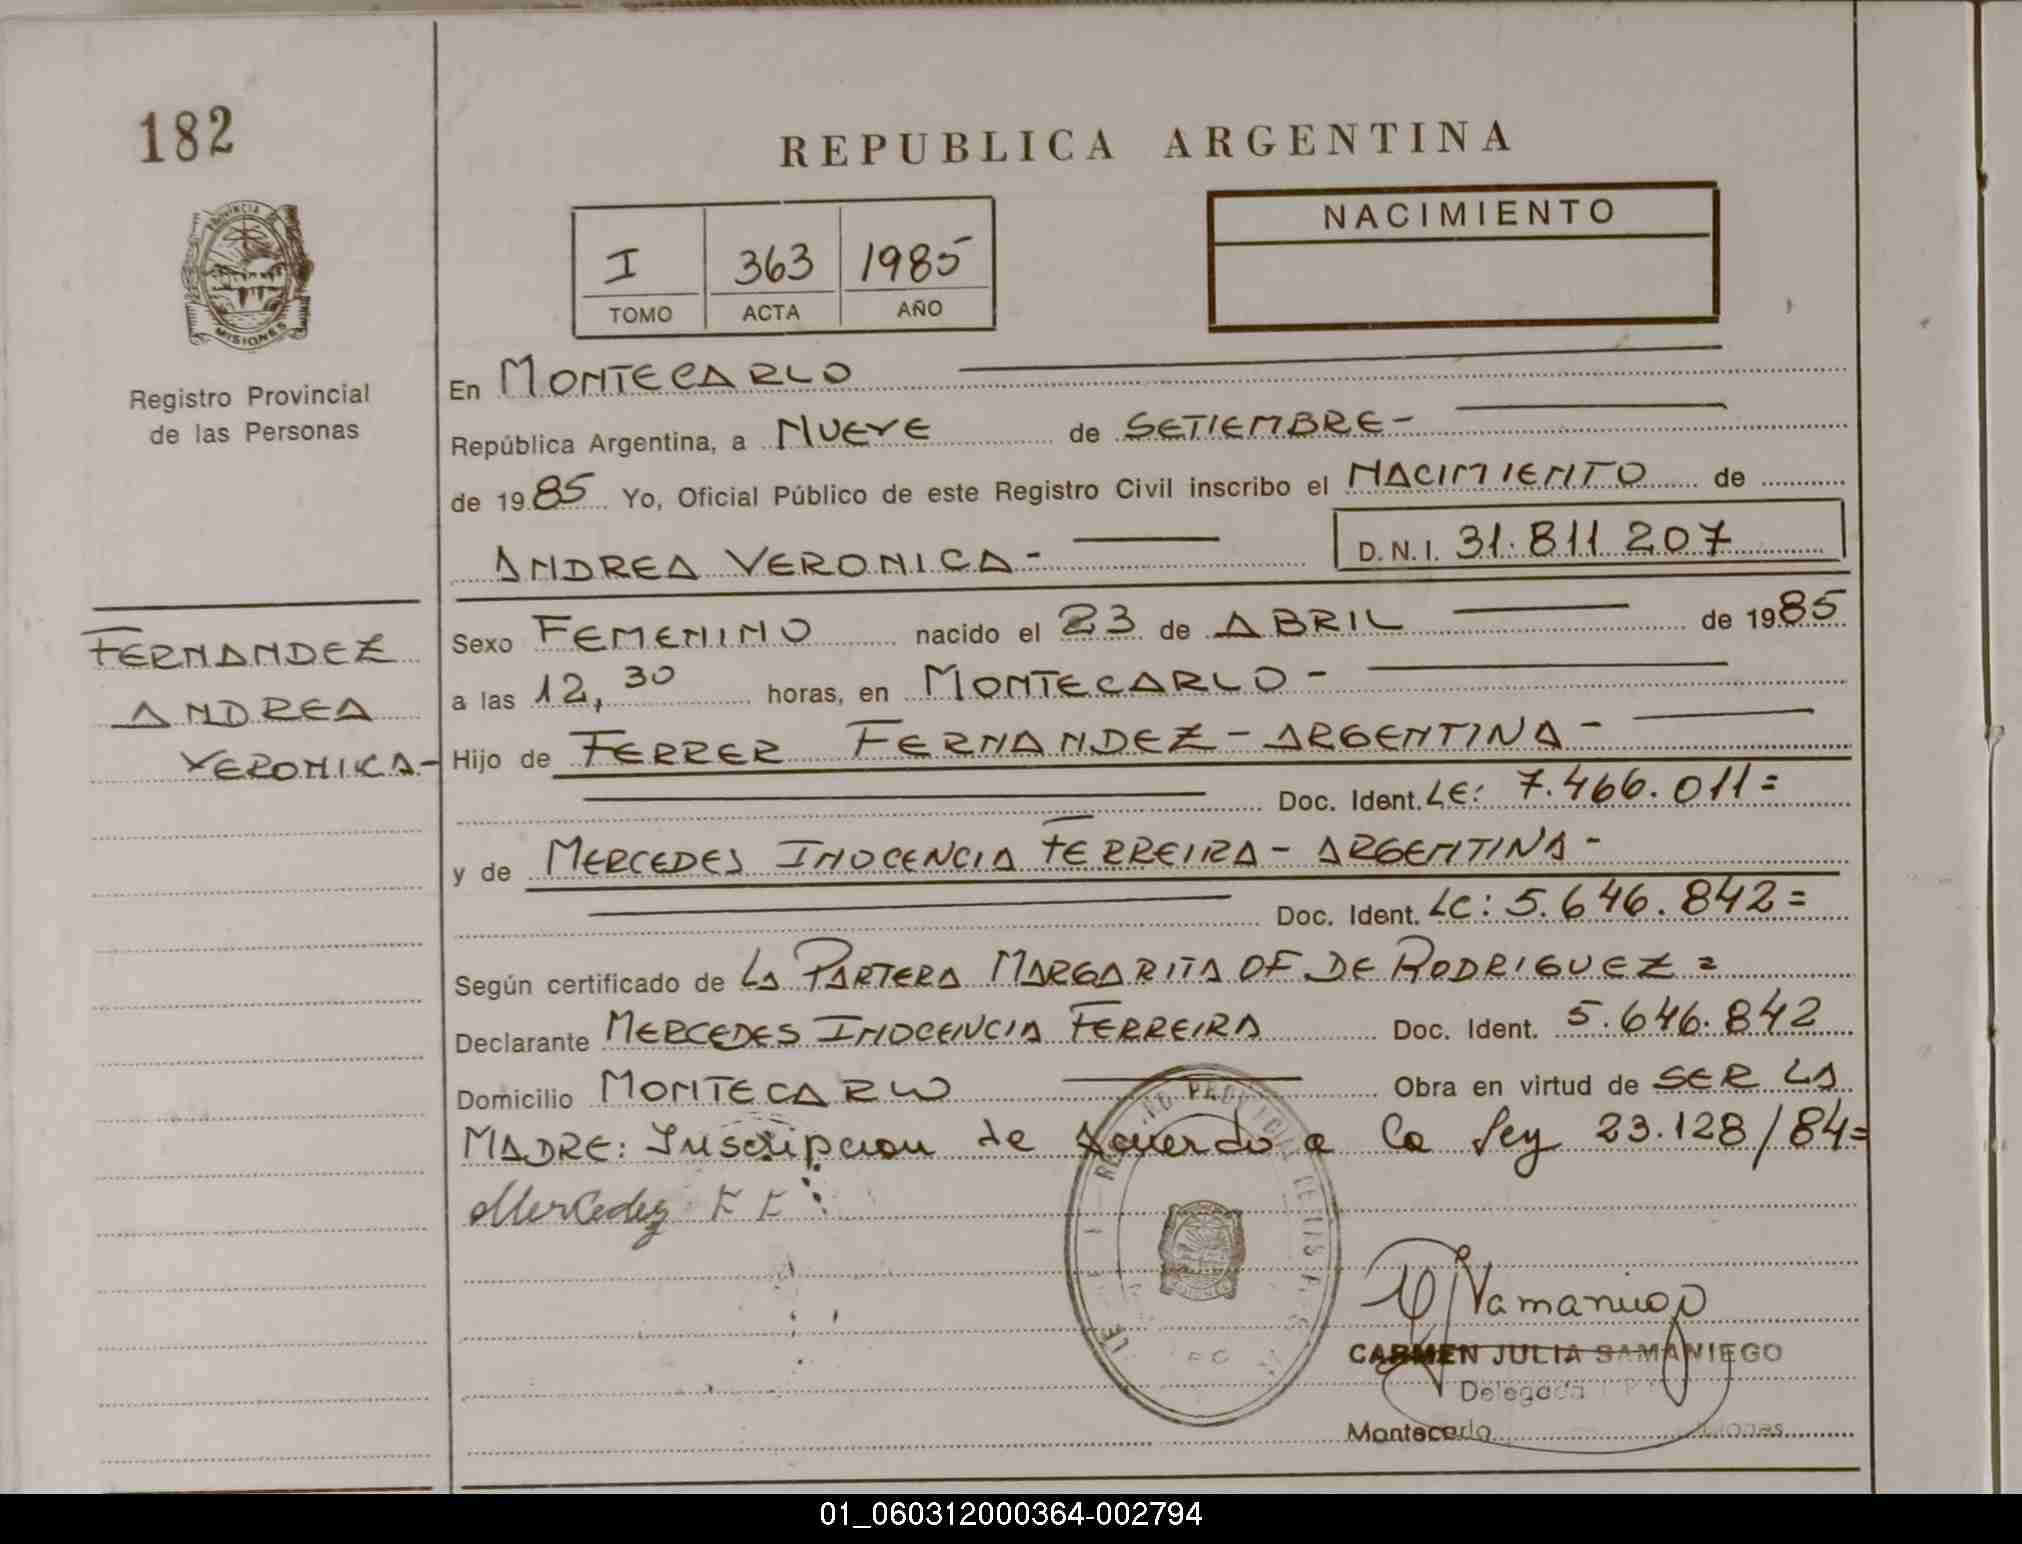 182
REPUBLICA ARGENTINA
PROVINCIA DE
MISIONES
Registro Provincial
de las Personas
I 363 1985
TOMO ACTA AÑO
NACIMIENTO
En MONTECARLO
República Argentina, a NUEVE de SETIEMBRE-
de 1985 Yo, Oficial Público de este Registro Civil inscribo el NACIMIENTO de
ANDREA VERONICA- D.N.I. 31.811.207
FERNANDEZ
ANDREA
VERONICA-
Sexo FEMENINO nacido el 23 de ABRIL de 1985
a las 12,30 horas, en MONTECARLO-
Hijo de FERRER FERNANDEZ-ARGENTINA-
Doc. Ident. LE: 7.466.011=
y de MERCEDES INOCENCIA FERREIRA-ARGENTINA-
Doc. Ident. LC: 5.646.842=
Según certificado de LA PARTERA MARGARITA OF. DE RODRIGUEZ=
Declarante MERCEDES INOCENCIA FERREIRA Doc. Ident. 5.646.842
Domicilio MONTECARLO Obra en virtud de SER LA
MADRE: Inscripcion de acuerdo a la ley 23.128/84=
Mercedes
CARMEN JULIA SAMANIEGO
Delegada
Montecarlo
01_060312000364-002794